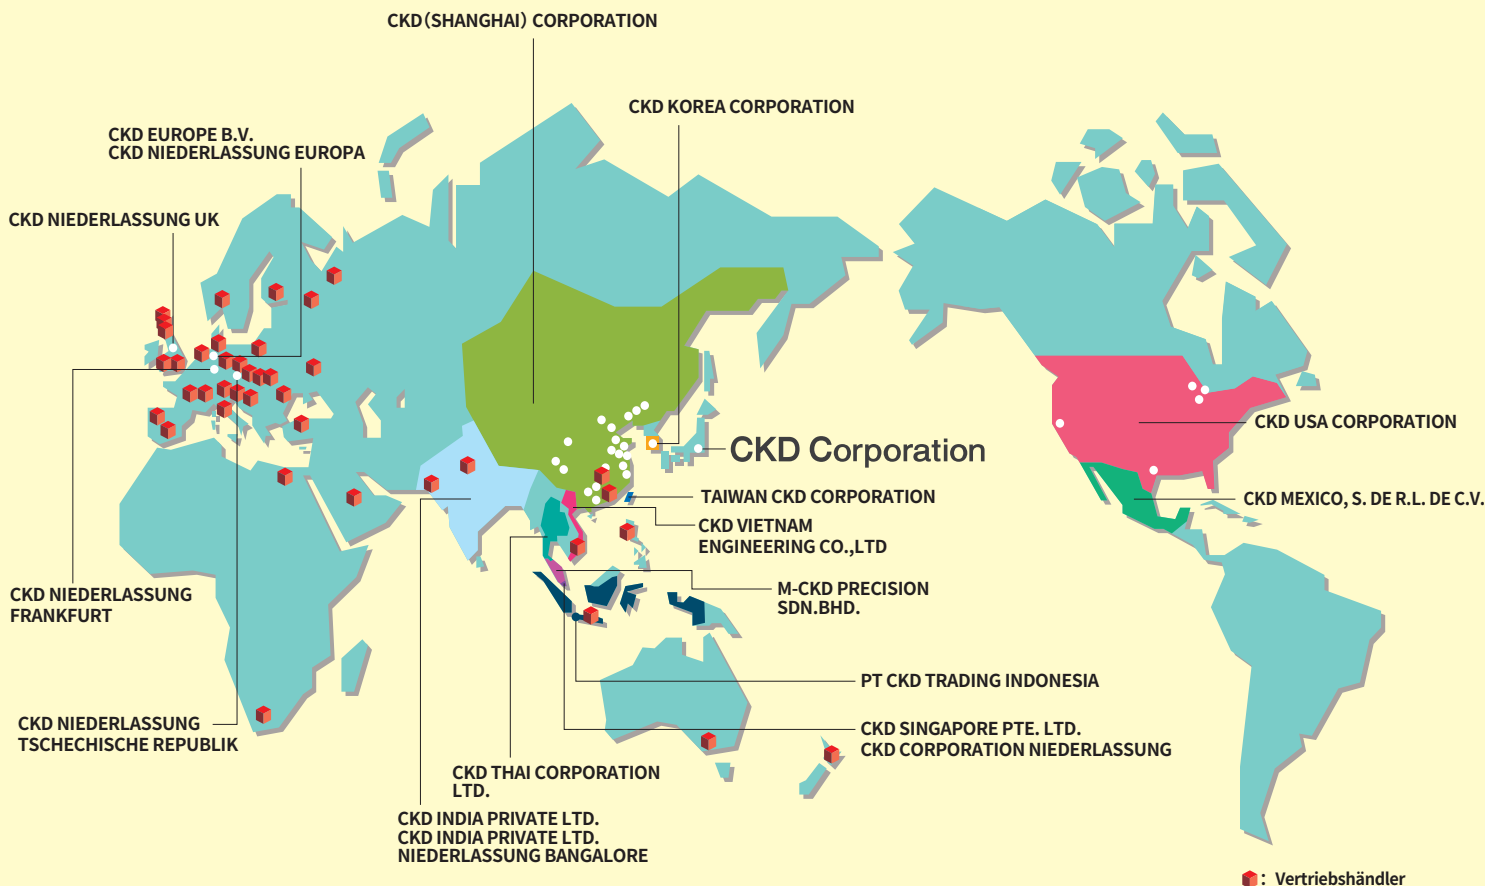 CKD(SHANGHAI) CORPORATION
CKD KOREA CORPORATION
CKD EUROPE B.V.
CKD NIEDERLASSUNG EUROPA
CKD NIEDERLASSUNG UK
CKD USA CORPORATION
CKD Corporation
TAIWAN CKD CORPORATION
CKD MEXICO, S. DE R.L. DE C.V.
CKD VIETNAM
ENGINEERING CO.,LTD
CKD NIEDERLASSUNG
FRANKFURT
M-CKD PRECISION
SDN.BHD.
PT CKD TRADING INDONESIA
CKD NIEDERLASSUNG
TSCHECHISCHE REPUBLIK
CKD SINGAPORE PTE. LTD.
CKD CORPORATION NIEDERLASSUNG
CKD THAI CORPORATION
LTD.
CKD INDIA PRIVATE LTD.
CKD INDIA PRIVATE LTD.
NIEDERLASSUNG BANGALORE
: Vertriebshändler